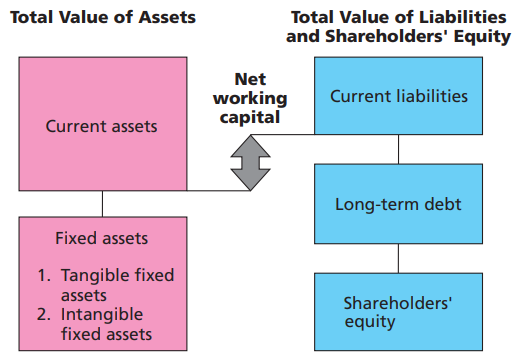 Total Value of Assets
Total Value of Liabilities
and Shareholders' Equity
Current assets
Net
working
capital
Current liabilities
Fixed assets
1. Tangible fixed
assets
2. Intangible
fixed assets
Long-term debt
Shareholders'
equity